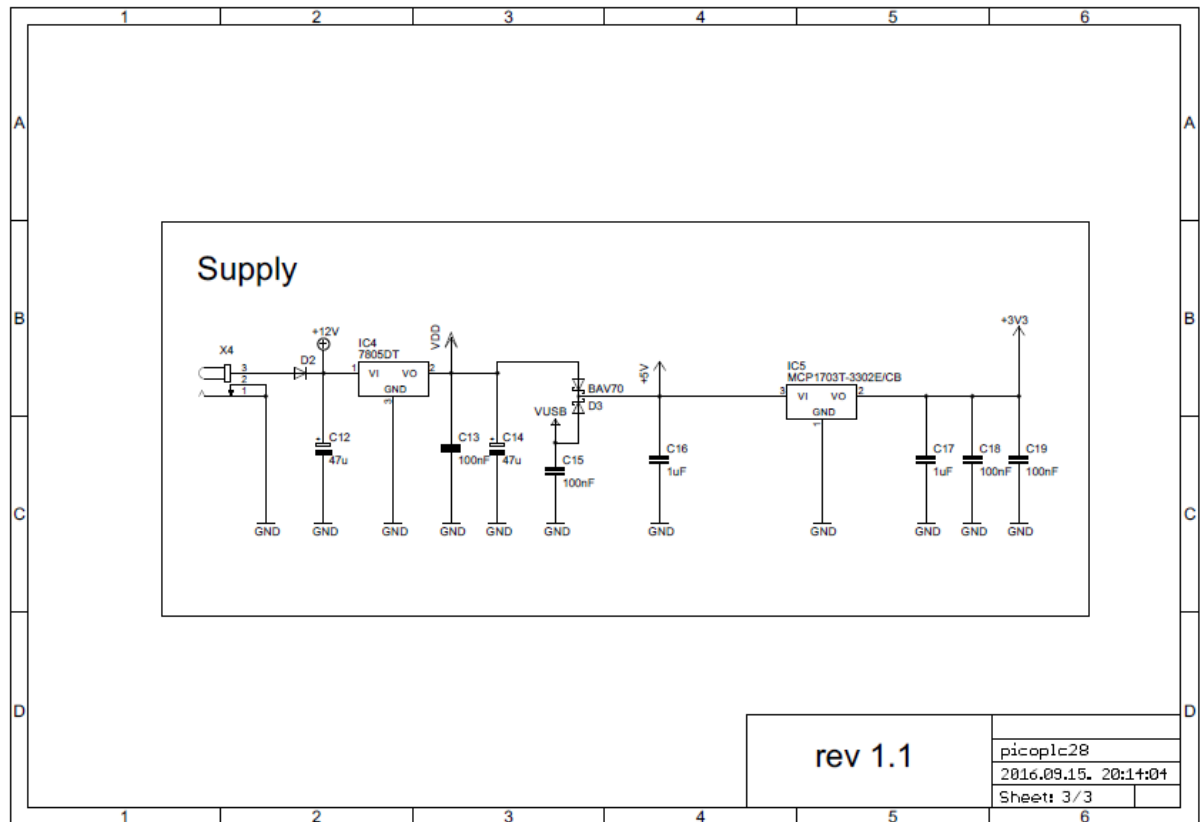 1 2 3 4 5 6
A A
Supply
B B
+12V
+3V3
X4
3
2
1
D2
IC4
7805DT
1 VI VO 2
GND
3
VDD
+5V
IC5
MCP1703T-3302E/CB
3 VI VO 2
GND
1
BAV70
D3
VUSB
C12
47u
C13
100nF
C14
47u
C15
100nF
C16
1uF
C17
1uF
C18
100nF
C19
100nF
C C
GND GND GND GND GND GND GND GND GND GND GND
D D
rev 1.1
picoplc28
2016.09.15. 20:14:04
Sheet: 3/3
1 2 3 4 5 6